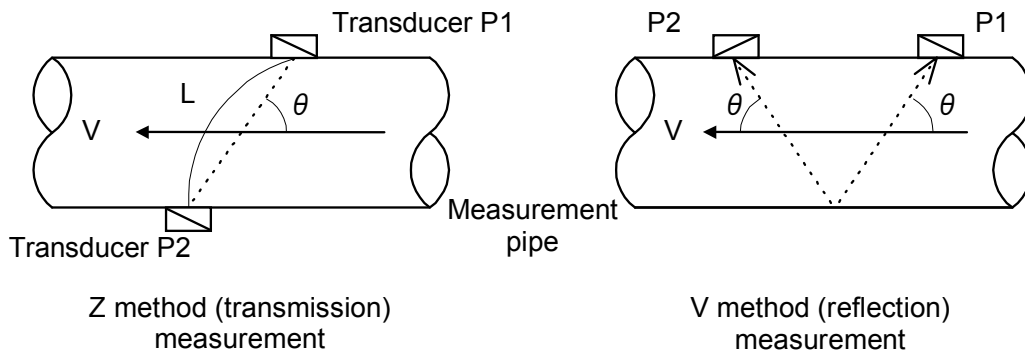 Transducer P1
L
θ
V
Transducer P2
Z method (transmission)
measurement
P2
P1
θ
θ
V
Measurement
pipe
V method (reflection)
measurement